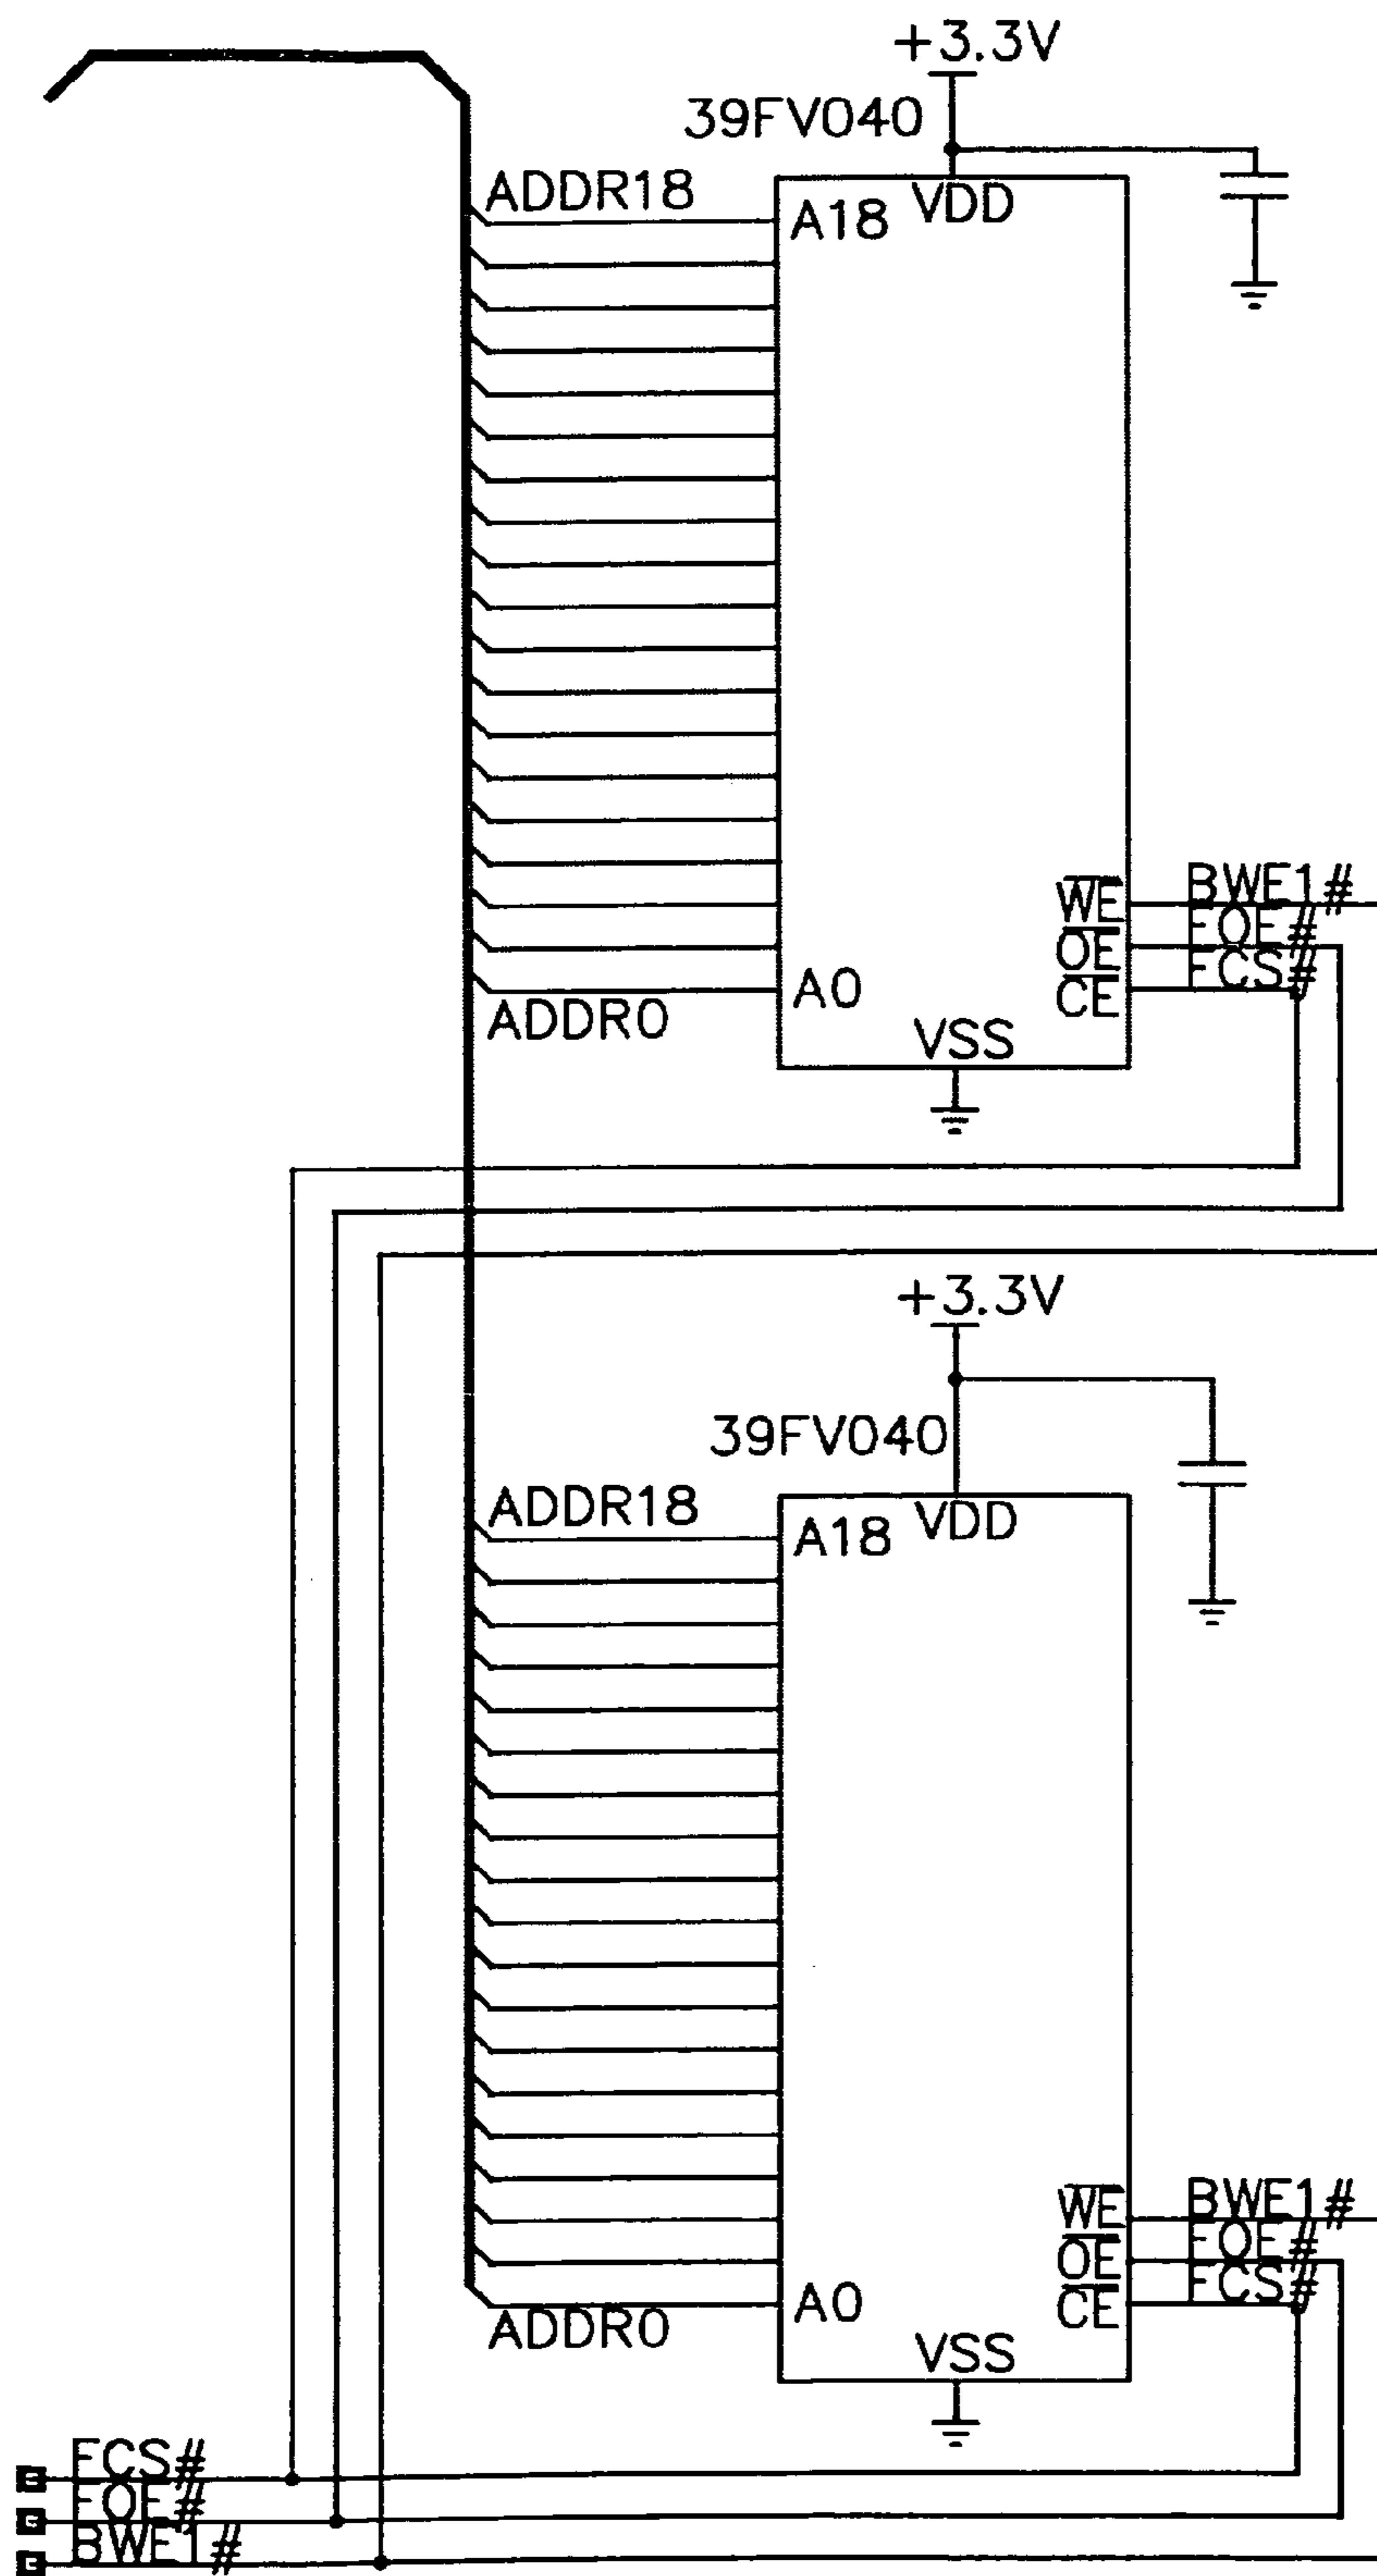 +3.3V
39FV040
ADDR18
A18
VDD
WE
BWE1#
OE
FOE#
CE
FCS#
A0
ADDR0
VSS
+3.3V
39FV040
ADDR18
A18
VDD
WE
BWE1#
OE
FOE#
CE
FCS#
A0
ADDR0
VSS
FCS#
FOE#
BWE1#